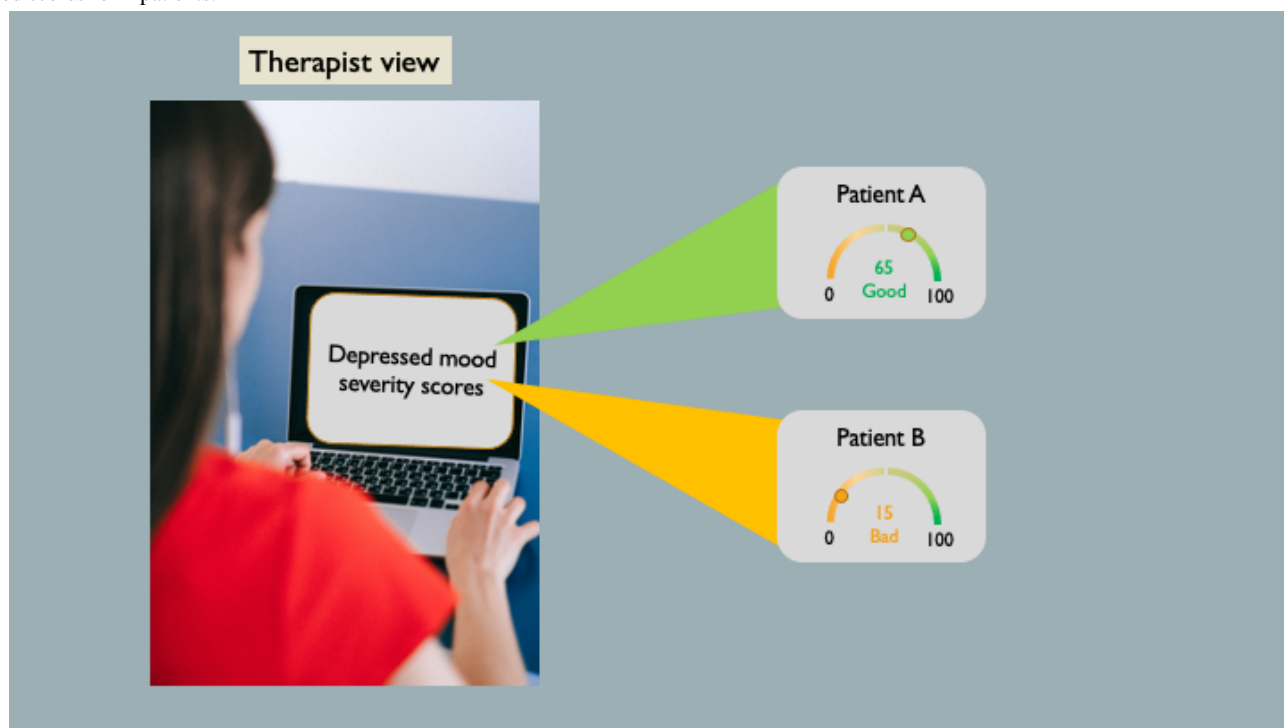 Therapist view
Depressed mood
severity scores
Patient A
65
Good
0
100
Patient B
15
Bad
0
100